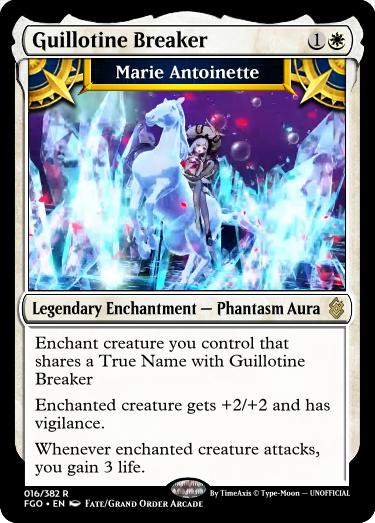 Guillotine Breaker 1
Marie Antoinette
Legendary Enchantment — Phantasm Aura
Enchant creature you control that
shares a True Name with Guillotine
Breaker
Enchanted creature gets +2/+2 and has
vigilance.
Whenever enchanted creature attacks,
you gain 3 life.
016/382 R
By TimeAxis © Type-Moon — UNOFFICIAL
FGO • EN Fate/Grand Order Arcade